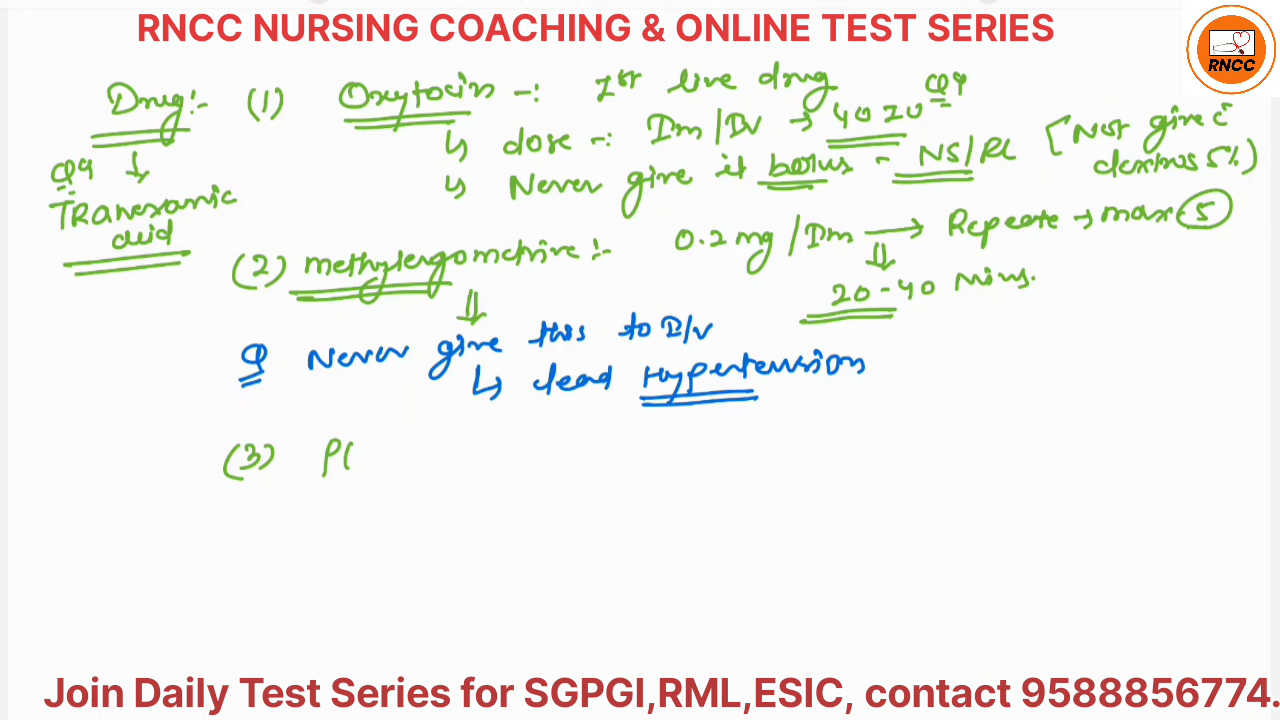 RNCC NURSING COACHING & ONLINE TEST SERIES
RNCC
Drug:- (1) Oxytocin -: 1st line drug
↳ dose -: Im/Iv → 40 20
↳ Never give it bolus - NS/RL [Not give c̄ dextros 5%)
Tranexamic
acid
(2) methylergometrine :- 0.2 mg/Im → Repeate → max 5
20-40 Mins.
Q Never give this to I/v
↳ lead Hypertension
(3) P(
Join Daily Test Series for SGPGI,RML,ESIC, contact 9588856774.